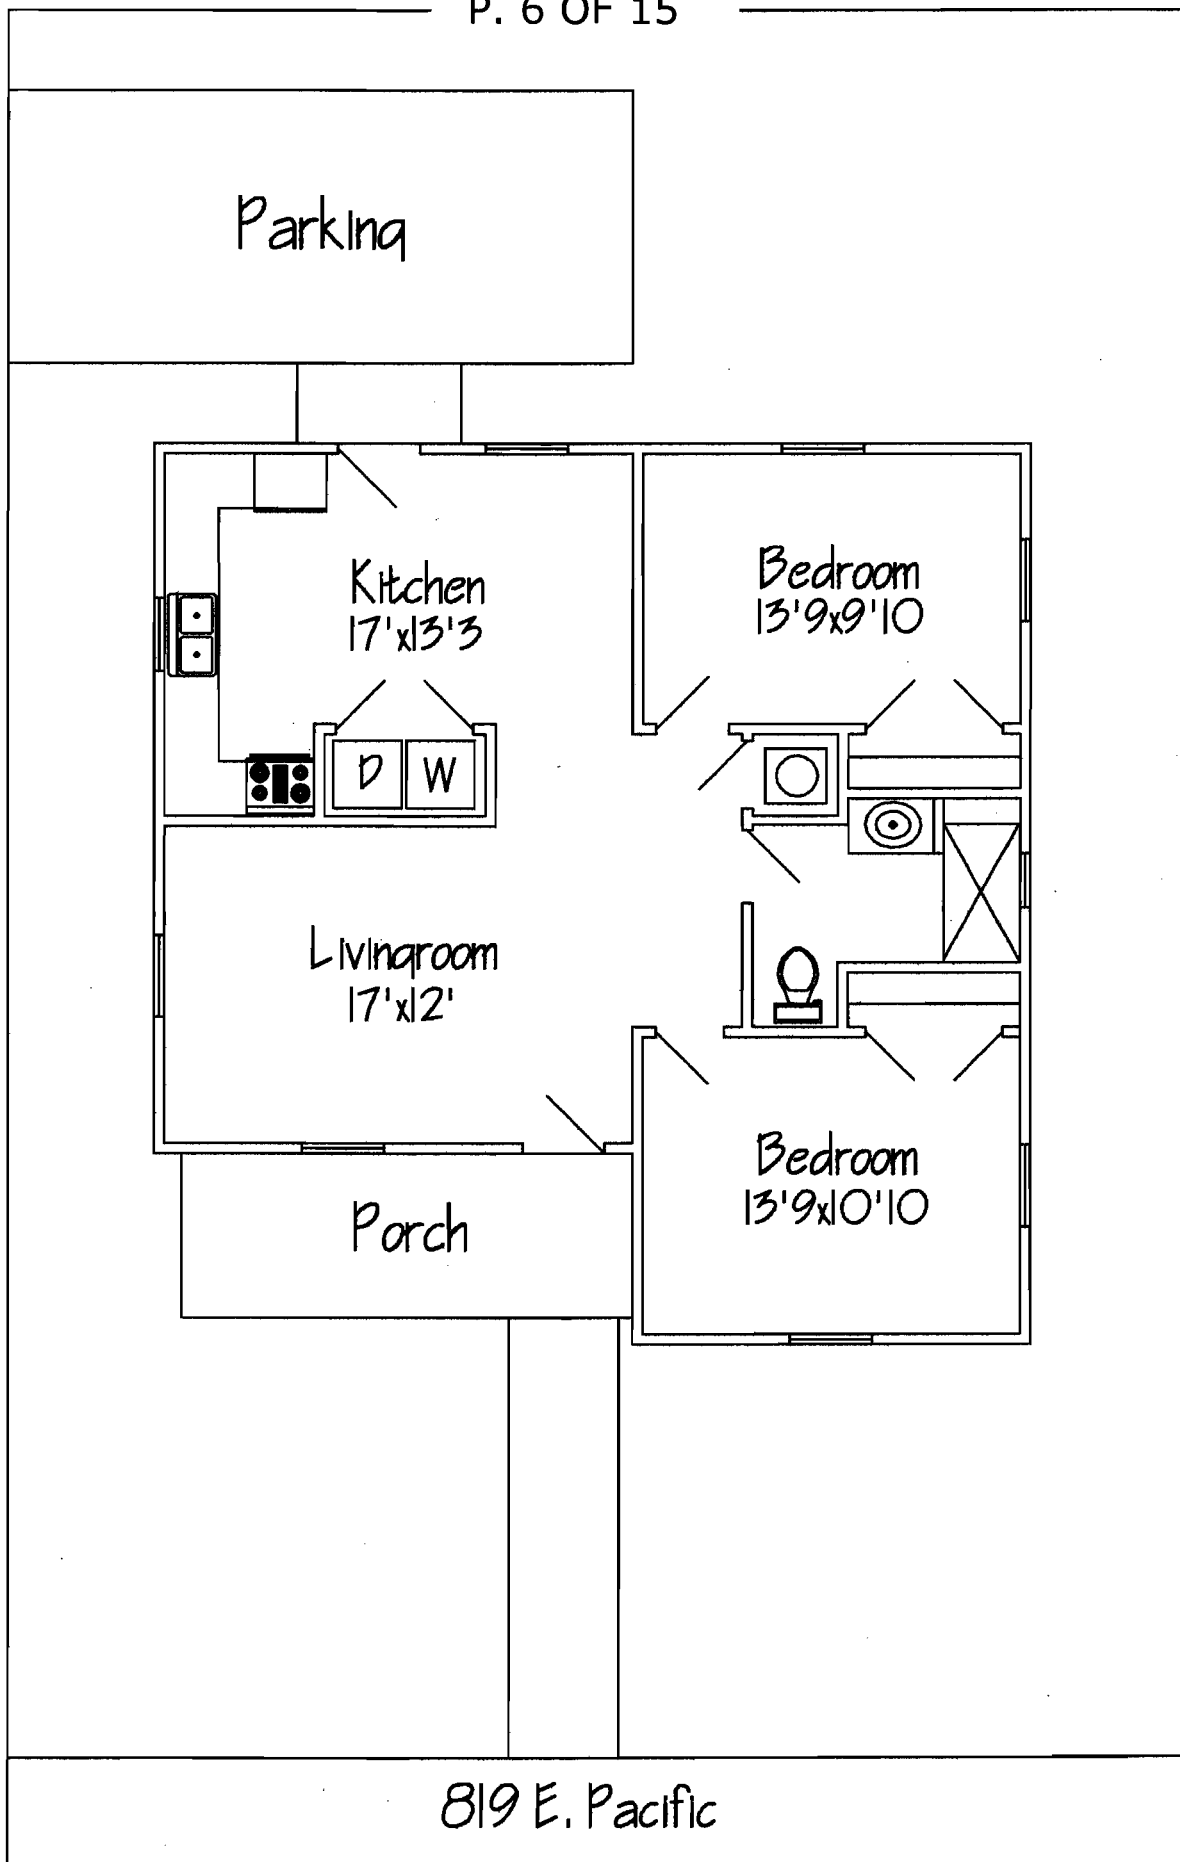 P. 6 OF 15
Parking
Kitchen
17'x13'3
Bedroom
13'9x9'10
D W
Livingroom
17'x12'
Bedroom
13'9x10'10
Porch
819 E. Pacific